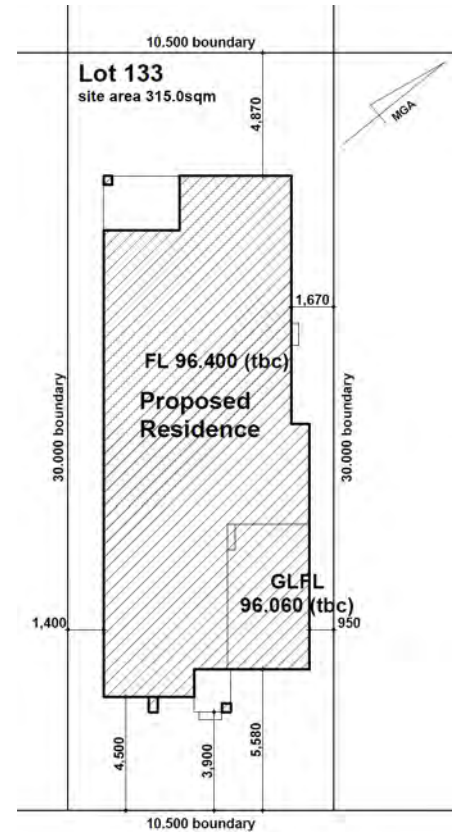 10.500 boundary
Lot 133
site area 315.0sqm
4,870
MGA
1,670
FL 96.400 (tbc)
Proposed
Residence
30.000 boundary
30.000 boundary
GLFL
96.060 (tbc)
1,400
950
4,500
3,900
5,580
10.500 boundary